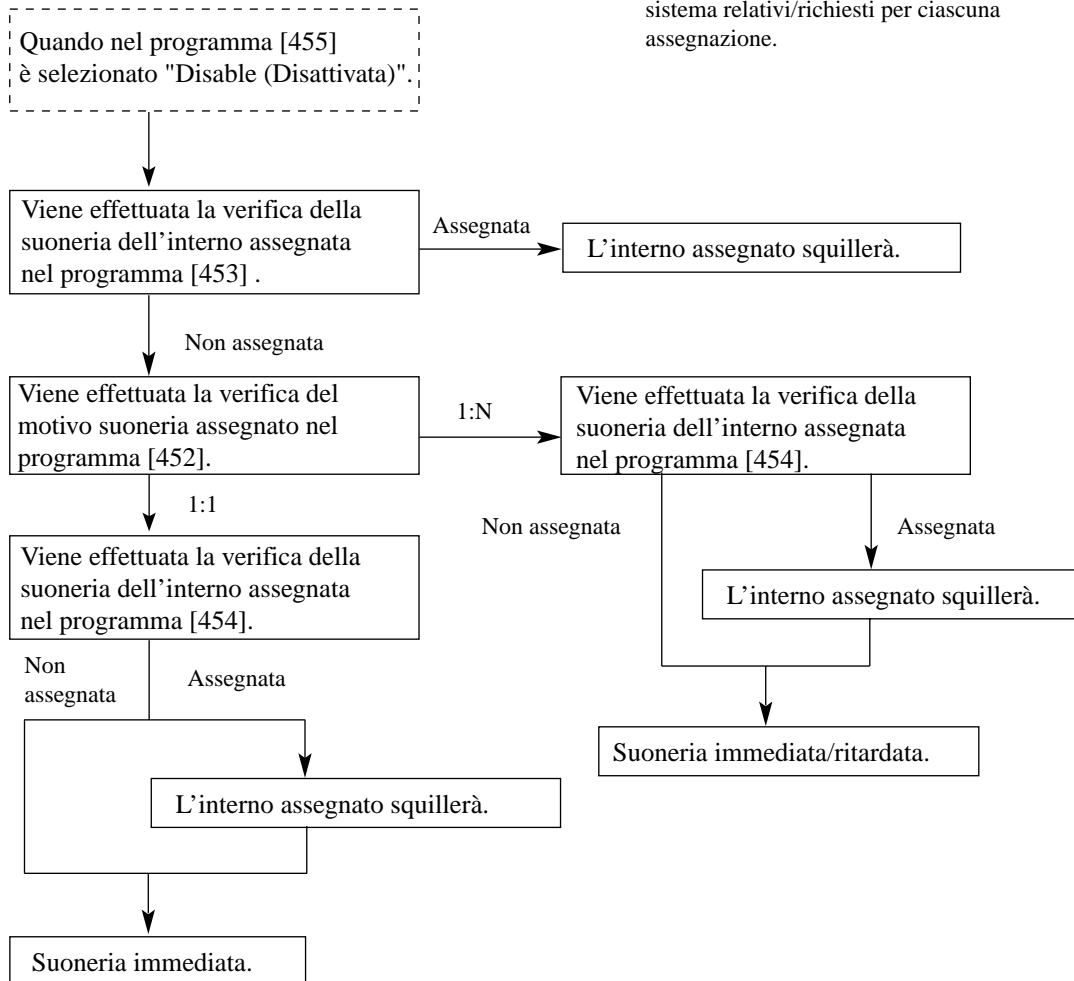 sistema relativi/richiesti per ciascuna
assegnazione.
Quando nel programma [455]
è selezionato "Disable (Disattivata)".
Viene effettuata la verifica della
suoneria dell'interno assegnata
nel programma [453] .
Assegnata
L'interno assegnato squillerà.
Non assegnata
Viene effettuata la verifica del
motivo suoneria assegnato nel
programma [452].
1:N
Viene effettuata la verifica della
suoneria dell'interno assegnata
nel programma [454].
1:1
Non assegnata
Assegnata
Viene effettuata la verifica della
suoneria dell'interno assegnata
nel programma [454].
L'interno assegnato squillerà.
Non
assegnata
Assegnata
Suoneria immediata/ritardata.
L'interno assegnato squillerà.
Suoneria immediata.